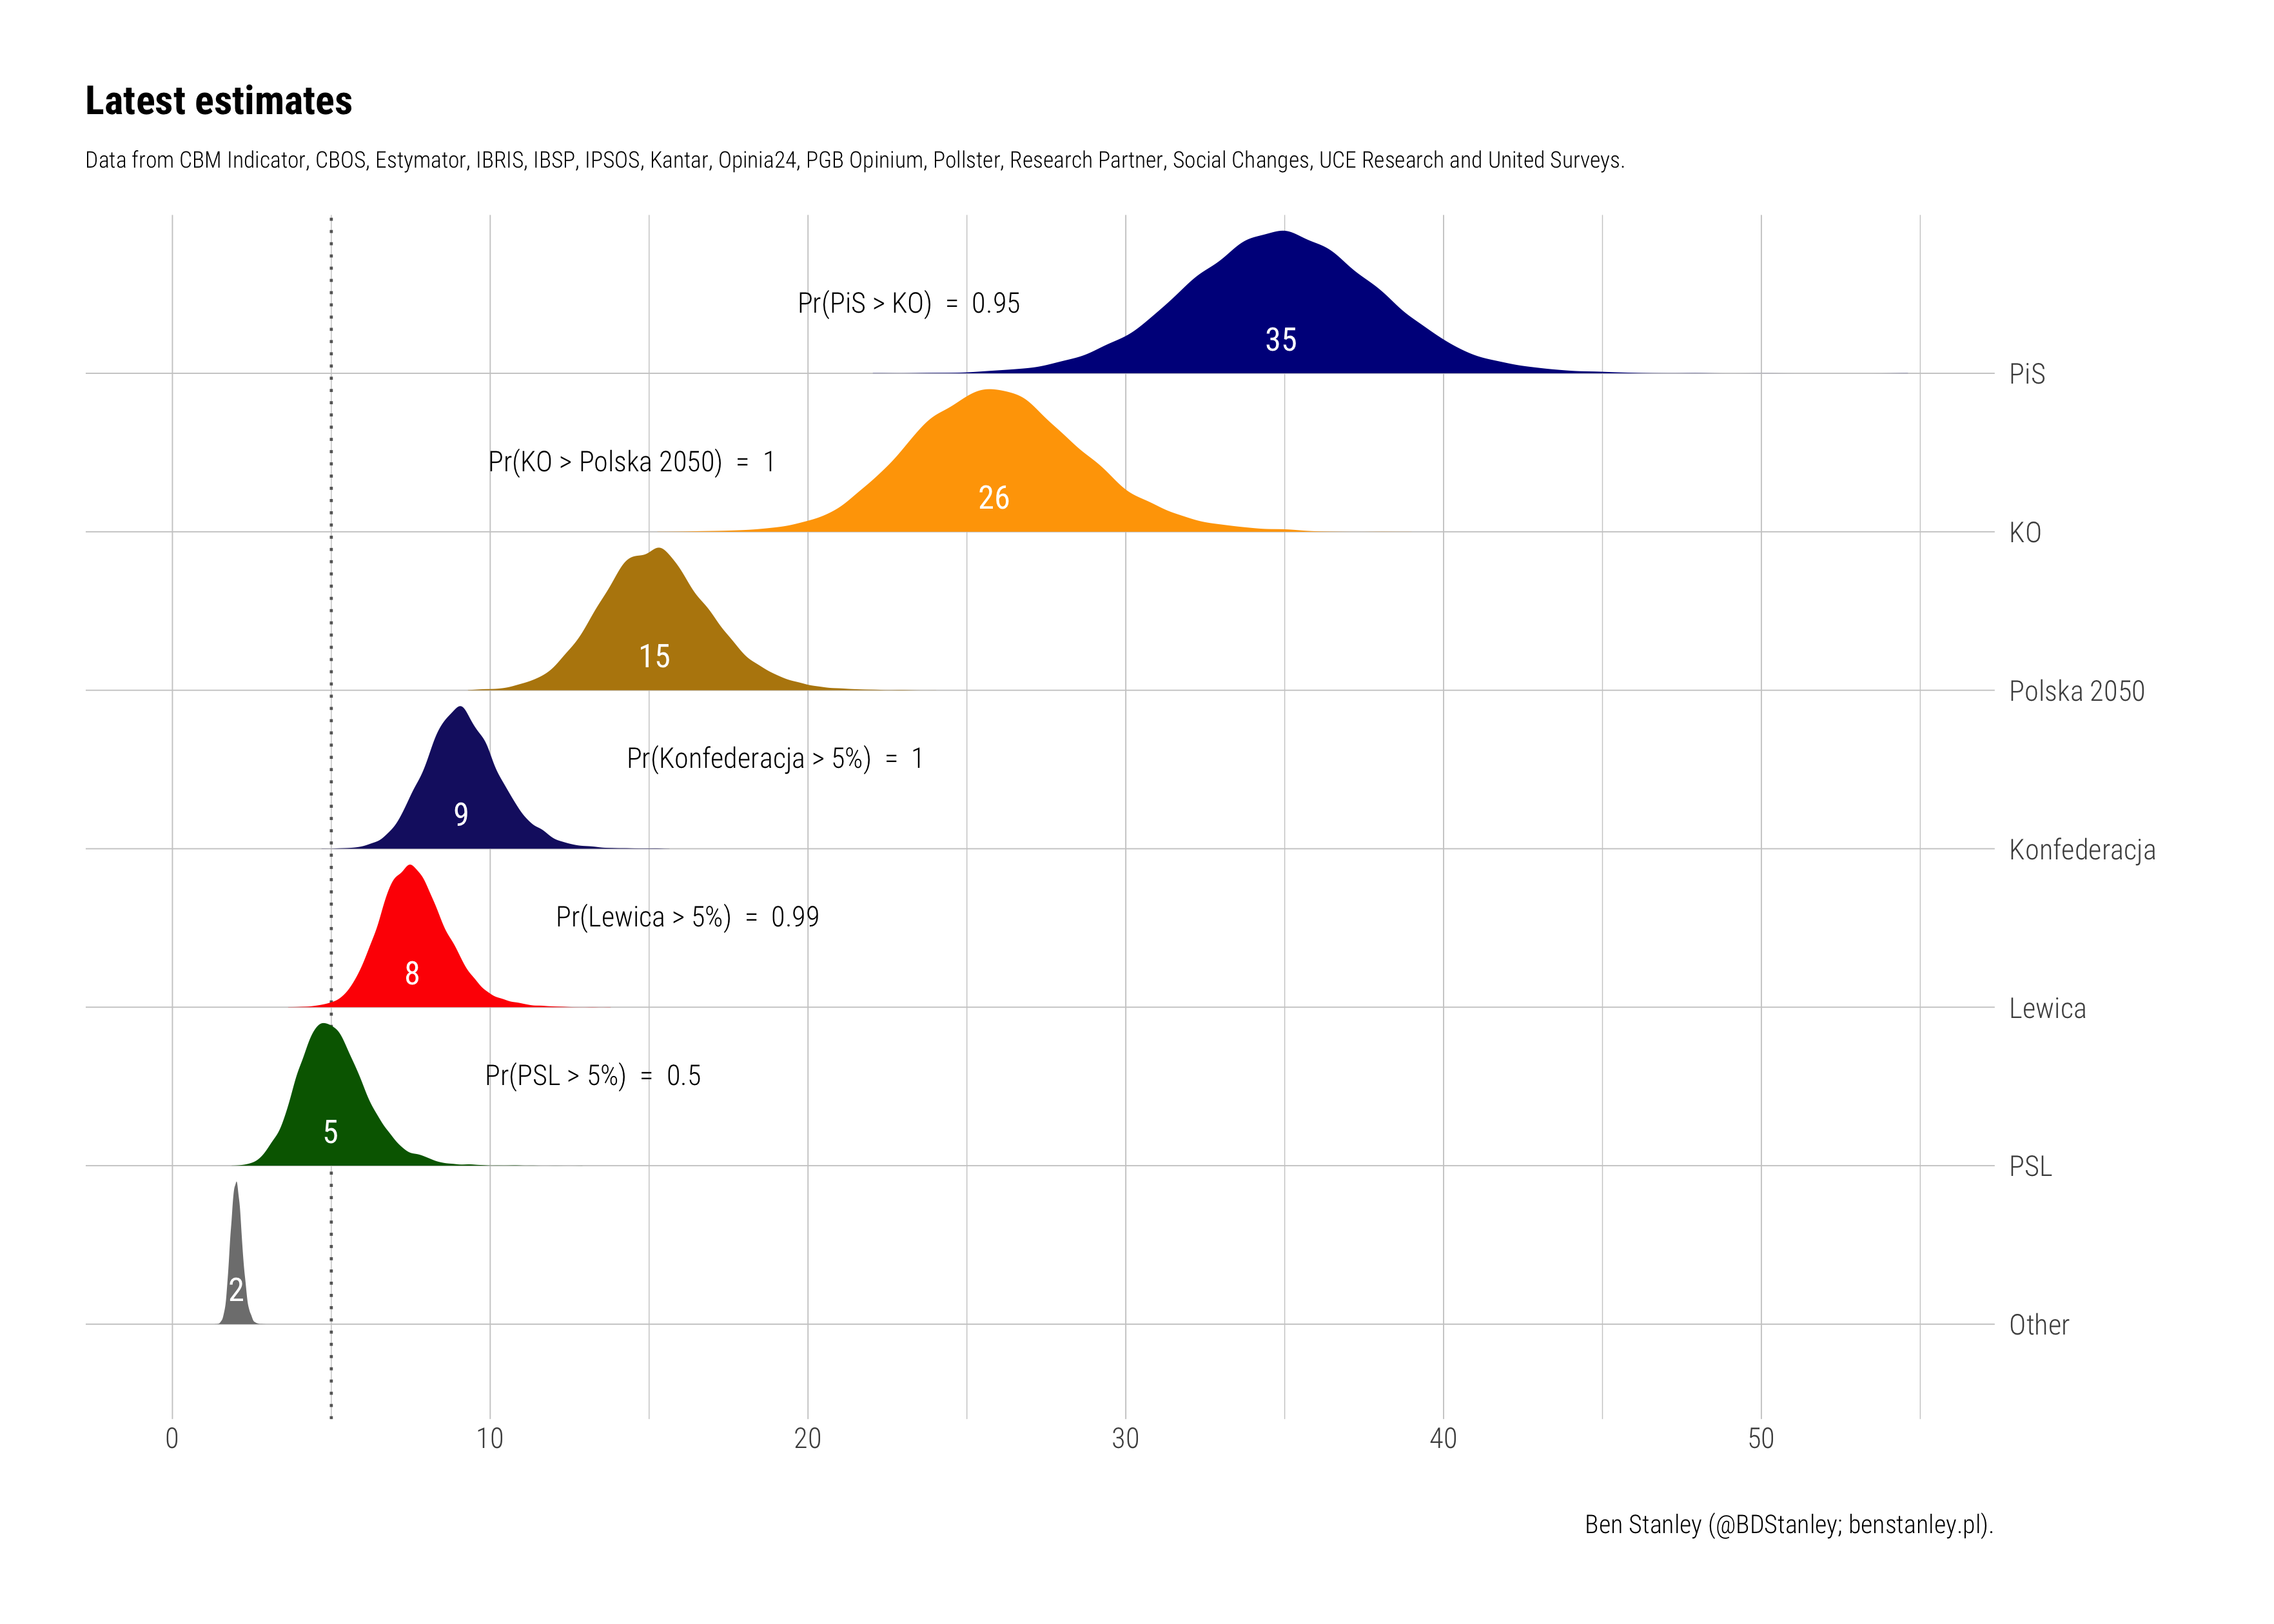 Latest estimates
Data from CBM Indicator, CBOS, Estymator, IBRIS, IBSP, IPSOS, Kantar, Opinia24, PGB Opinium, Pollster, Research Partner, Social Changes, UCE Research and United Surveys.
Pr(PiS > KO) = 0.95
35
PiS
Pr(KO > Polska 2050) = 1
26
KO
15
Polska 2050
Pr(Konfederacja > 5%) = 1
9
Konfederacja
Pr(Lewica > 5%) = 0.99
8
Lewica
Pr(PSL > 5%) = 0.5
5
PSL
2
Other
0 10 20 30 40 50
Ben Stanley (@BDStanley; benstanley.pl).